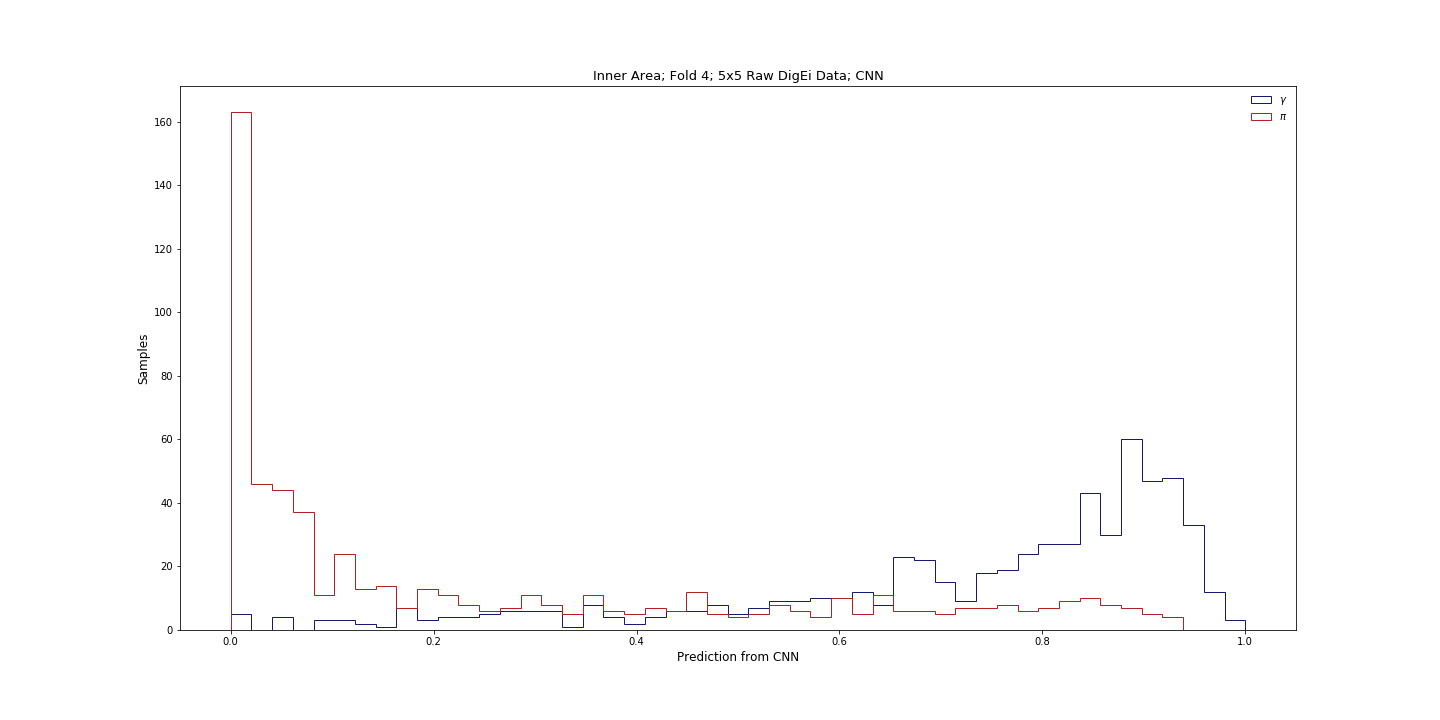 Inner Area; Fold 4; 5x5 Raw DigEi Data; CNN
γ
π
160
140
120
100
80
60
40
20
0
Samples
0.0 0.2 0.4 0.6 0.8 1.0
Prediction from CNN